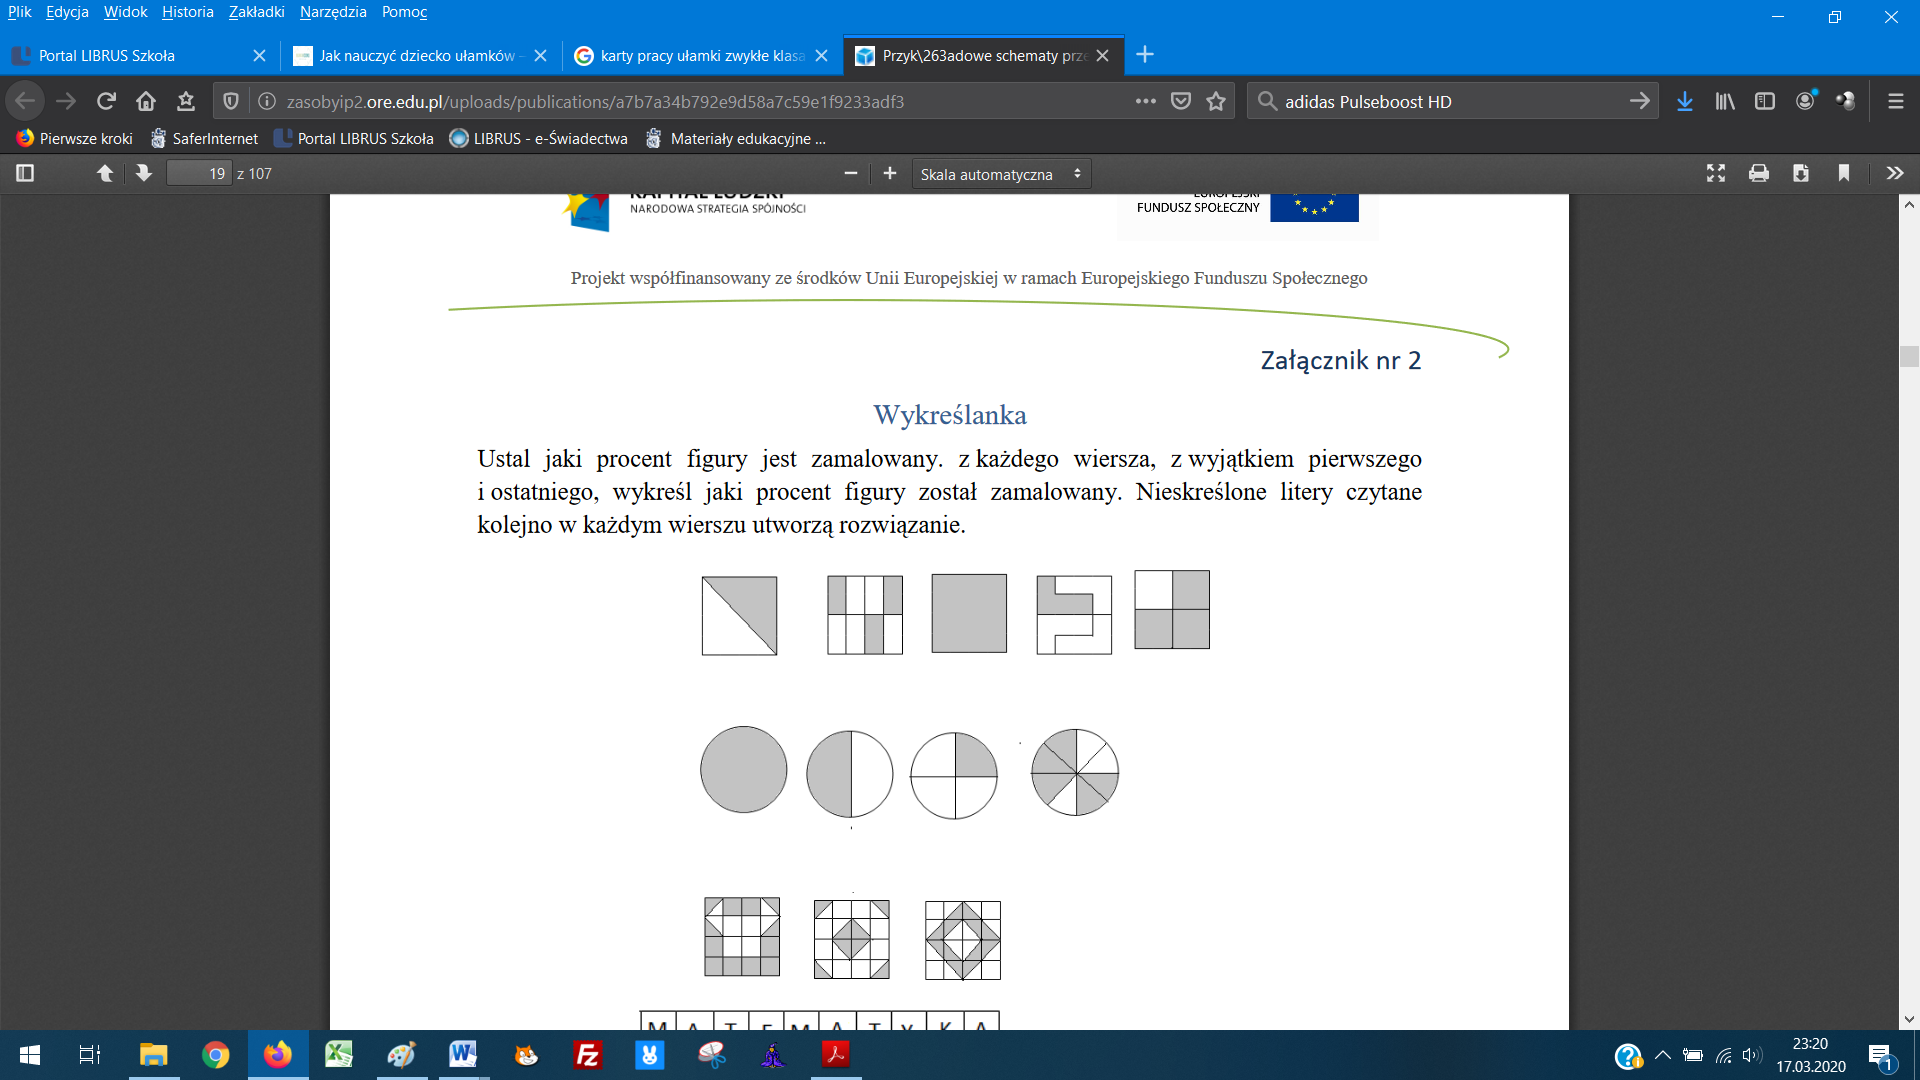 Plik Edycja Widok Historia Zakładki Narzędzia Pomoc
Portal LIBRUS Szkoła
Jak nauczyć dziecko ułamków -
karty pracy ułamki zwykłe klasa
Przyk\263adowe schematy prze
zasobyip2.ore.edu.pl/uploads/publications/a7b7a34b792e9d58a7c59e1f9233adf3
adidas Pulseboost HD
Pierwsze kroki SaferInternet Portal LIBRUS Szkoła LIBRUS - e-Świadectwa Materiały edukacyjne ...
19 z 107
Skala automatyczna
KAPITAŁ LUDZKI
NARODOWA STRATEGIA SPÓJNOŚCI
EUROPEJSKI
FUNDUSZ SPOŁECZNY
Projekt współfinansowany ze środków Unii Europejskiej w ramach Europejskiego Funduszu Społecznego
Załącznik nr 2
Wykreślanka
Ustal jaki procent figury jest zamalowany. z każdego wiersza, z wyjątkiem pierwszego
i ostatniego, wykreśl jaki procent figury został zamalowany. Nieskreślone litery czytane
kolejno w każdym wierszu utworzą rozwiązanie.
M A T E M A T Y K A
23:20
17.03.2020
1